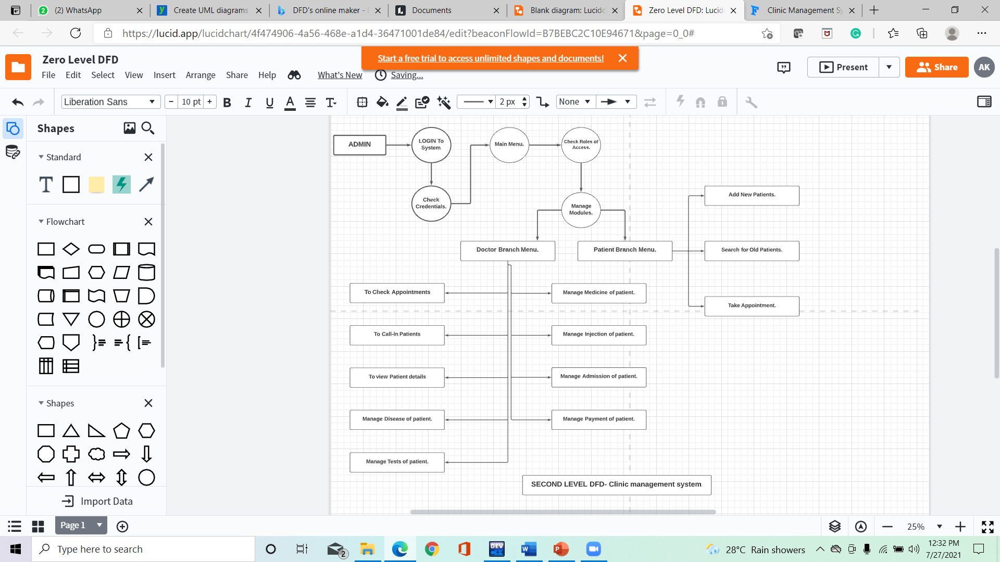 (2) WhatsApp
Create UML diagrams
DFD's online maker -
Documents
Blank diagram: Lucidc
Zero Level DFD: Lucid
Clinic Management Sy
https://lucid.app/lucidchart/4f474906-4a56-468e-a1d4-36471001de84/edit?beaconFlowId=B7BEBC2C10E94671&page=0_0#
Zero Level DFD
Start a free trial to access unlimited shapes and documents!
Present
Share
AK
File Edit Select View Insert Arrange Share Help What's New Saving...
Liberation Sans
− 10 pt +
B I U A T
2 px
None
Shapes
Standard
T
Flowchart
Shapes
Import Data
ADMIN
LOGIN To
System.
Main Menu.
Check Roles of
Access.
Check
Credentials.
Manage
Modules.
Add New Patients.
Doctor Branch Menu.
Patient Branch Menu.
Search for Old Patients.
To Check Appointments
Manage Medicine of patient.
Take Appointment.
To Call-in Patients
Manage Injection of patient.
To view Patient details
Manage Admission of patient.
Manage Disease of patient.
Manage Payment of patient.
Manage Tests of patient.
SECOND LEVEL DFD- Clinic management system.
Page 1
25%
Type here to search
2
DEV
C++
W
P
28°C Rain showers
12:32 PM
7/27/2021